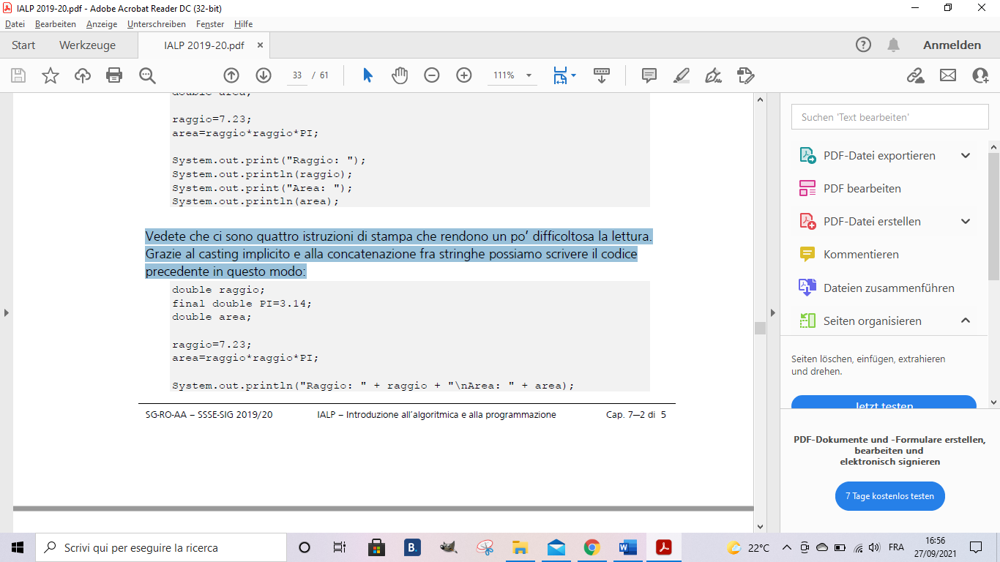 IALP 2019-20.pdf - Adobe Acrobat Reader DC (32-bit)
Datei Bearbeiten Anzeige Unterschreiben Fenster Hilfe
Start Werkzeuge IALP 2019-20.pdf × Anmelden
33 / 61 111%
double area;
raggio=7.23;
area=raggio*raggio*PI;
System.out.print("Raggio: ");
System.out.println(raggio);
System.out.print("Area: ");
System.out.println(area);
Vedete che ci sono quattro istruzioni di stampa che rendono un po’ difficoltosa la lettura.
Grazie al casting implicito e alla concatenazione fra stringhe possiamo scrivere il codice
precedente in questo modo:
double raggio;
final double PI=3.14;
double area;
raggio=7.23;
area=raggio*raggio*PI;
System.out.println("Raggio: " + raggio + "\nArea: " + area);
SG-RO-AA – SSSE-SIG 2019/20 IALP – Introduzione all’algoritmica e alla programmazione Cap. 7—2 di 5
Suchen 'Text bearbeiten'
PDF-Datei exportieren
PDF bearbeiten
PDF-Datei erstellen
Kommentieren
Dateien zusammenführen
Seiten organisieren
Seiten löschen, einfügen, extrahieren
und drehen.
Jetzt testen
PDF-Dokumente und -Formulare erstellen,
bearbeiten und
elektronisch signieren
7 Tage kostenlos testen
Scrivi qui per eseguire la ricerca
B.
22°C
FRA
16:56
27/09/2021